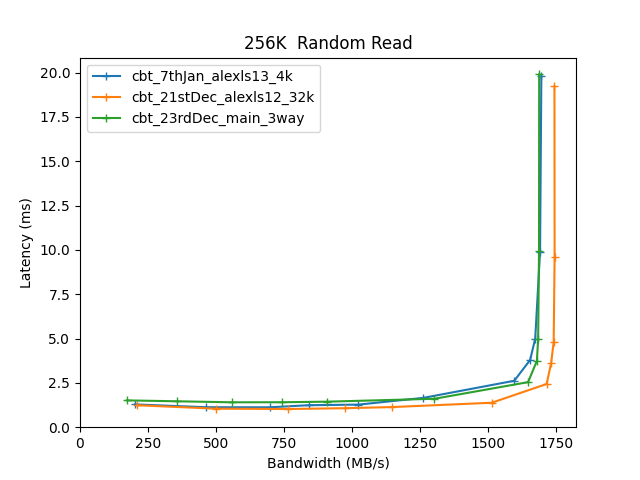 256K  Random Read
cbt_7thJan_alexls13_4k
cbt_21stDec_alexls12_32k
cbt_23rdDec_main_3way
Latency (ms)
20.0
17.5
15.0
12.5
10.0
7.5
5.0
2.5
0.0
0 250 500 750 1000 1250 1500 1750
Bandwidth (MB/s)